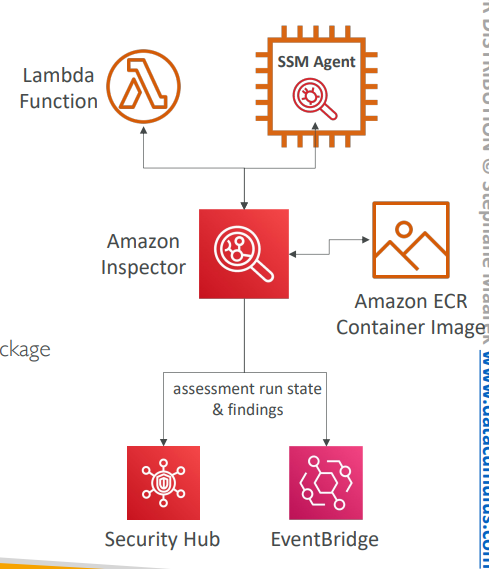 Lambda
Function
SSM Agent
Amazon
Inspector
Amazon ECR
Container Image
ckage
assessment run state
& findings
Security Hub
EventBridge
R DISTRIBUTION © Stephane Maarek www.datacumulus.com